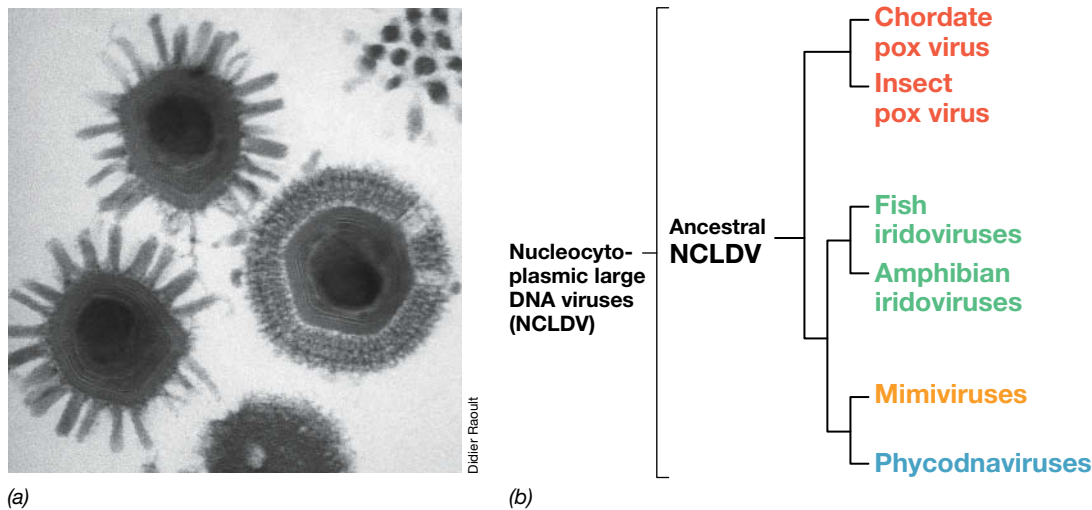 Didier Raoult
(a)
Nucleocyto-
plasmic large
DNA viruses
(NCLDV)
Ancestral
NCLDV
Chordate
pox virus
Insect
pox virus
Fish
iridoviruses
Amphibian
iridoviruses
Mimiviruses
Phycodnaviruses
(b)